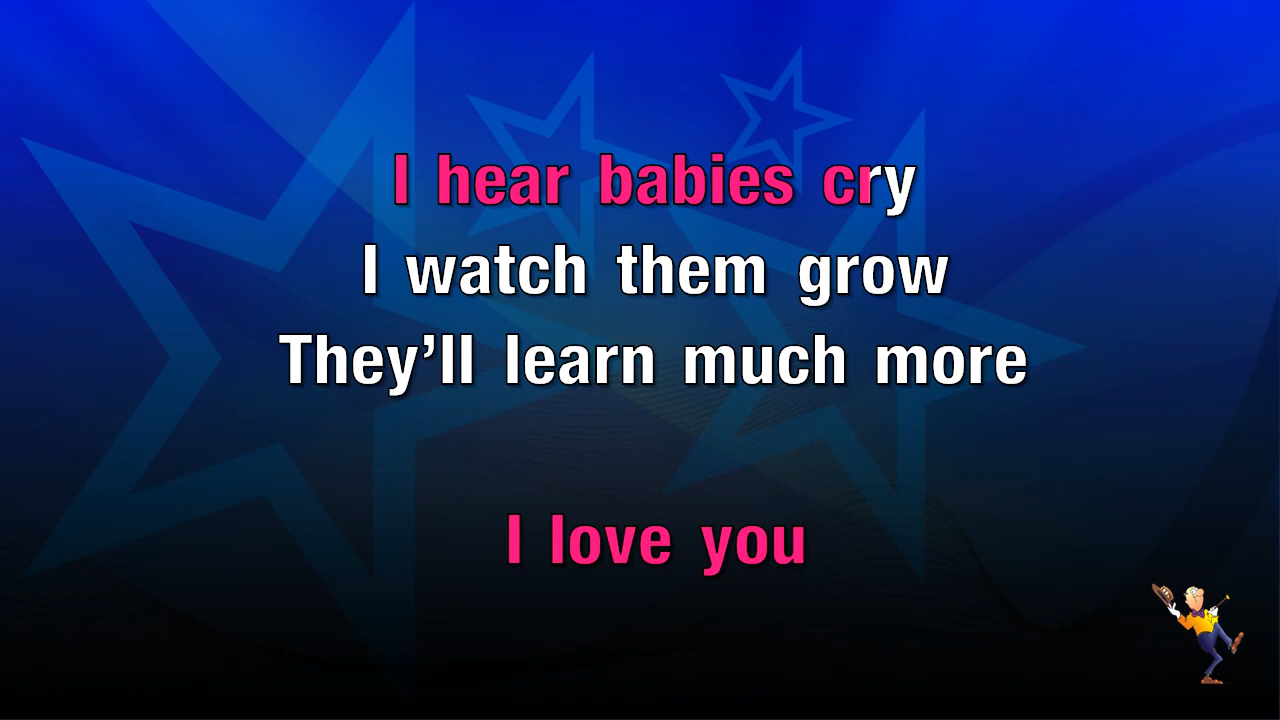 I hear babies cry
I watch them grow
They’ll learn much more
I love you